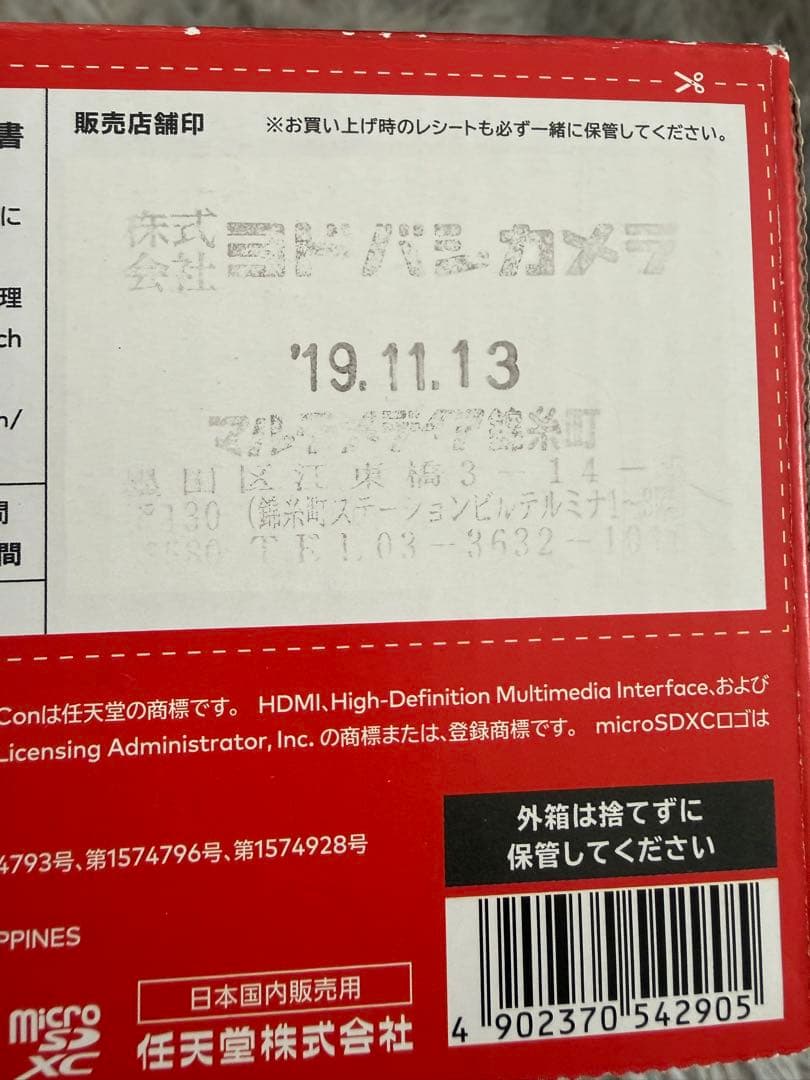 書
に
理
ch
n/
間
間
販売店舗印
※お買い上げ時のレシートも必ず一緒に保管してください。
株式会社 ヨドバシカメラ
'19.11.13
マルチメディア錦糸町
墨田区江東橋3-14-
〒130 (錦糸町ステーションビルテルミナ1~
TEL 03-3632-10
Conは任天堂の商標です。 HDMI、High-Definition Multimedia Interface、および
Licensing Administrator, Inc. の商標または、登録商標です。 microSDXCロゴは
4793号、第1574796号、第1574928号
外箱は捨てずに
保管してください
PPINES
日本国内販売用
任天堂株式会社
micro
SD
XC
4 902370 542905